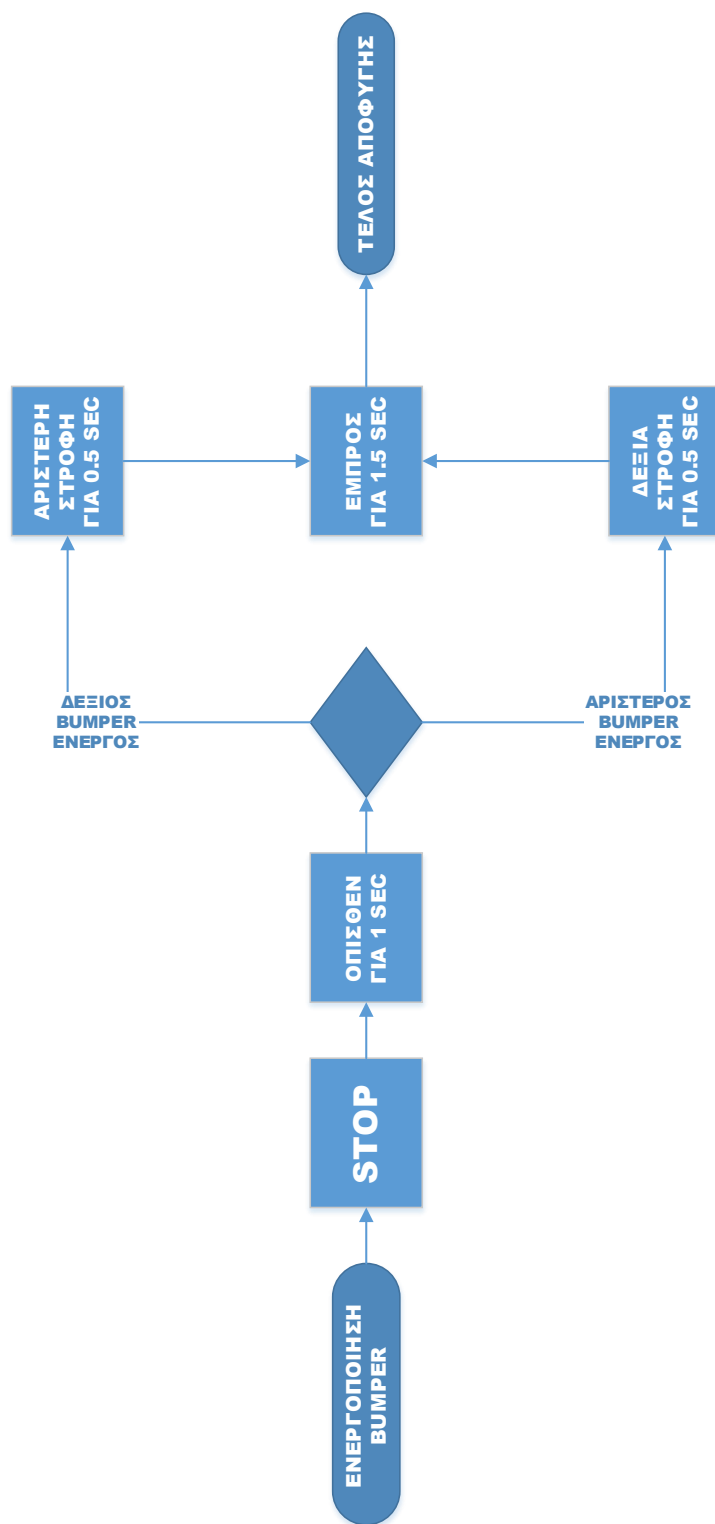 ΕΝΕΡΓΟΠΟΙΗΣΗ
BUMPER
STOP
ΟΠΙΣΘΕΝ
ΓΙΑ 1 SEC
ΔΕΞΙΟΣ
BUMPER
ΕΝΕΡΓΟΣ
ΑΡΙΣΤΕΡΟΣ
BUMPER
ΕΝΕΡΓΟΣ
ΑΡΙΣΤΕΡΗ
ΣΤΡΟΦΗ
ΓΙΑ 0.5 SEC
ΕΜΠΡΟΣ
ΓΙΑ 1.5 SEC
ΔΕΞΙΑ
ΣΤΡΟΦΗ
ΓΙΑ 0.5 SEC
ΤΕΛΟΣ ΑΠΟΦΥΓΗΣ